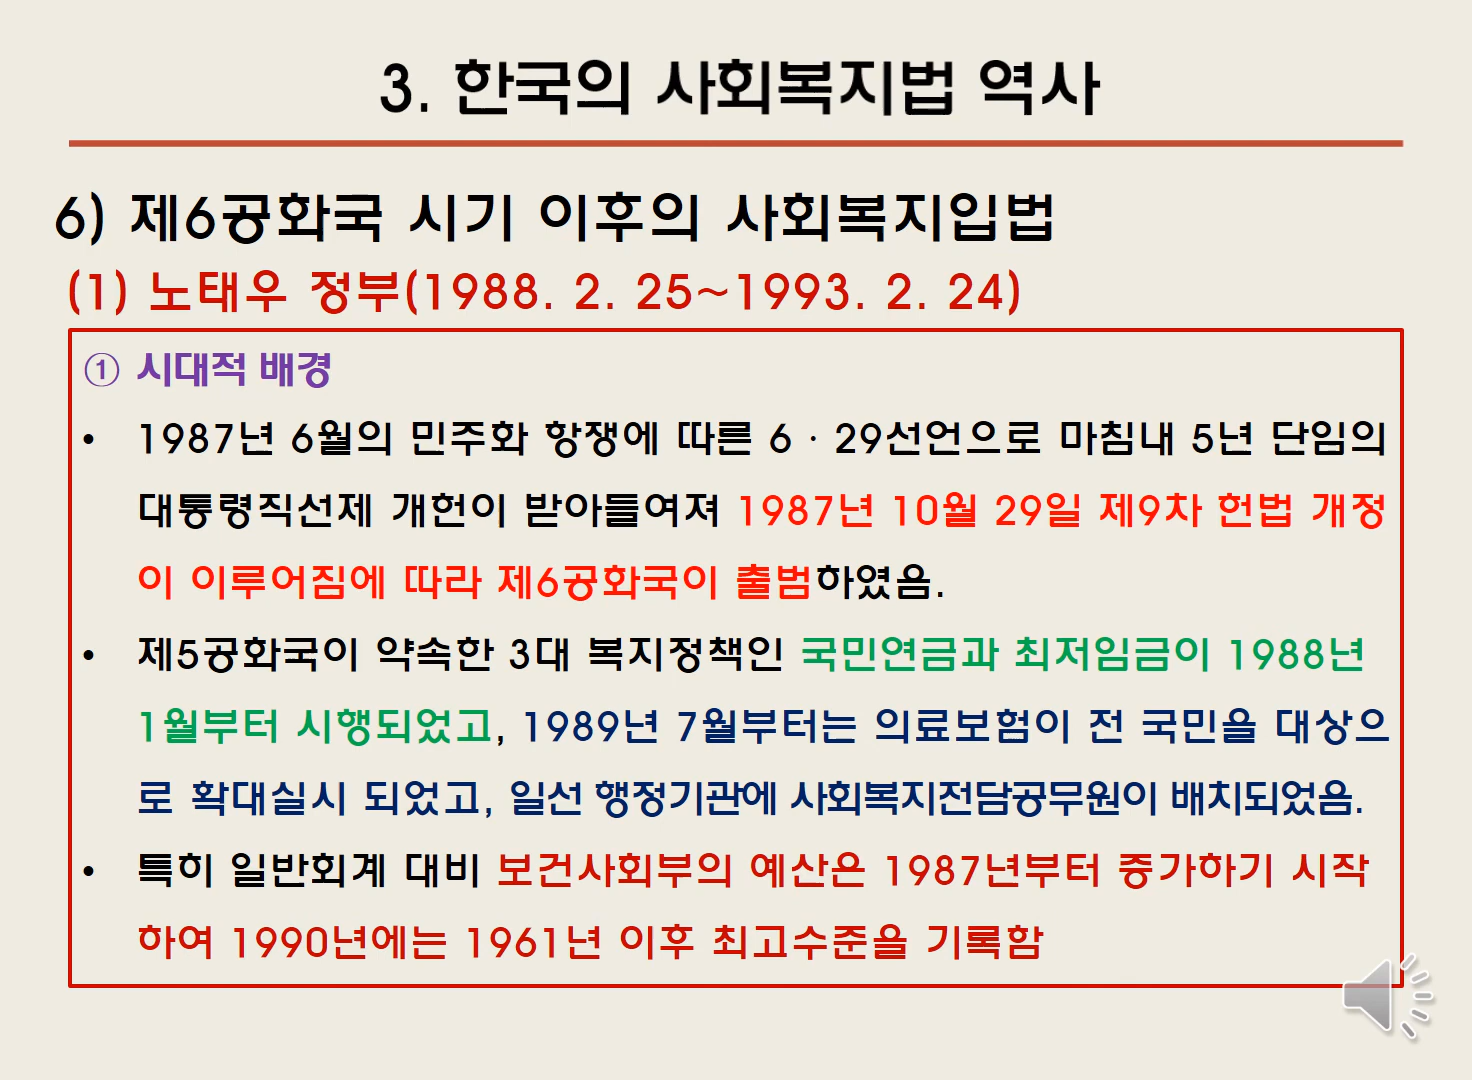 3. 한국의 사회복지법 역사
6) 제6공화국 시기 이후의 사회복지입법
(1) 노태우 정부(1988. 2. 25~1993. 2. 24)
① 시대적 배경
• 1987년 6월의 민주화 항쟁에 따른 6 · 29선언으로 마침내 5년 단임의
대통령직선제 개헌이 받아들여져 1987년 10월 29일 제9차 헌법 개정
이 이루어짐에 따라 제6공화국이 출범하였음.
• 제5공화국이 약속한 3대 복지정책인 국민연금과 최저임금이 1988년
1월부터 시행되었고, 1989년 7월부터는 의료보험이 전 국민을 대상으
로 확대실시 되었고, 일선 행정기관에 사회복지전담공무원이 배치되었음.
• 특히 일반회계 대비 보건사회부의 예산은 1987년부터 증가하기 시작
하여 1990년에는 1961년 이후 최고수준을 기록함